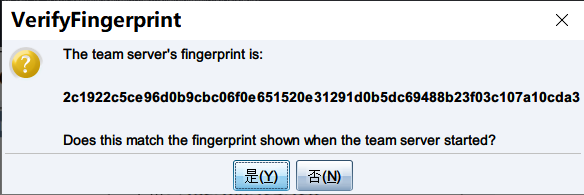 VerifyFingerprint
The team server's fingerprint is:
2c1922c5ce96d0b9cbc06f0e651520e31291d0b5dc69488b23f03c107a10cda3
Does this match the fingerprint shown when the team server started?
是(Y) 否(N)